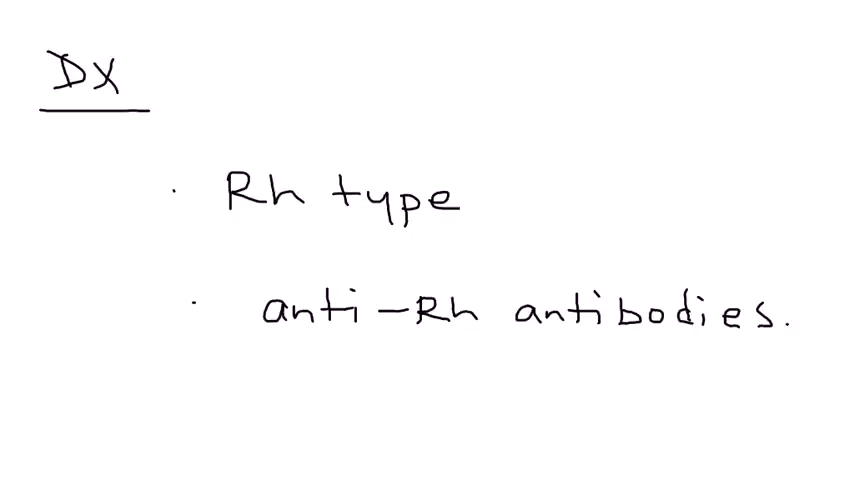 DX
· Rh type
· anti-Rh antibodies.